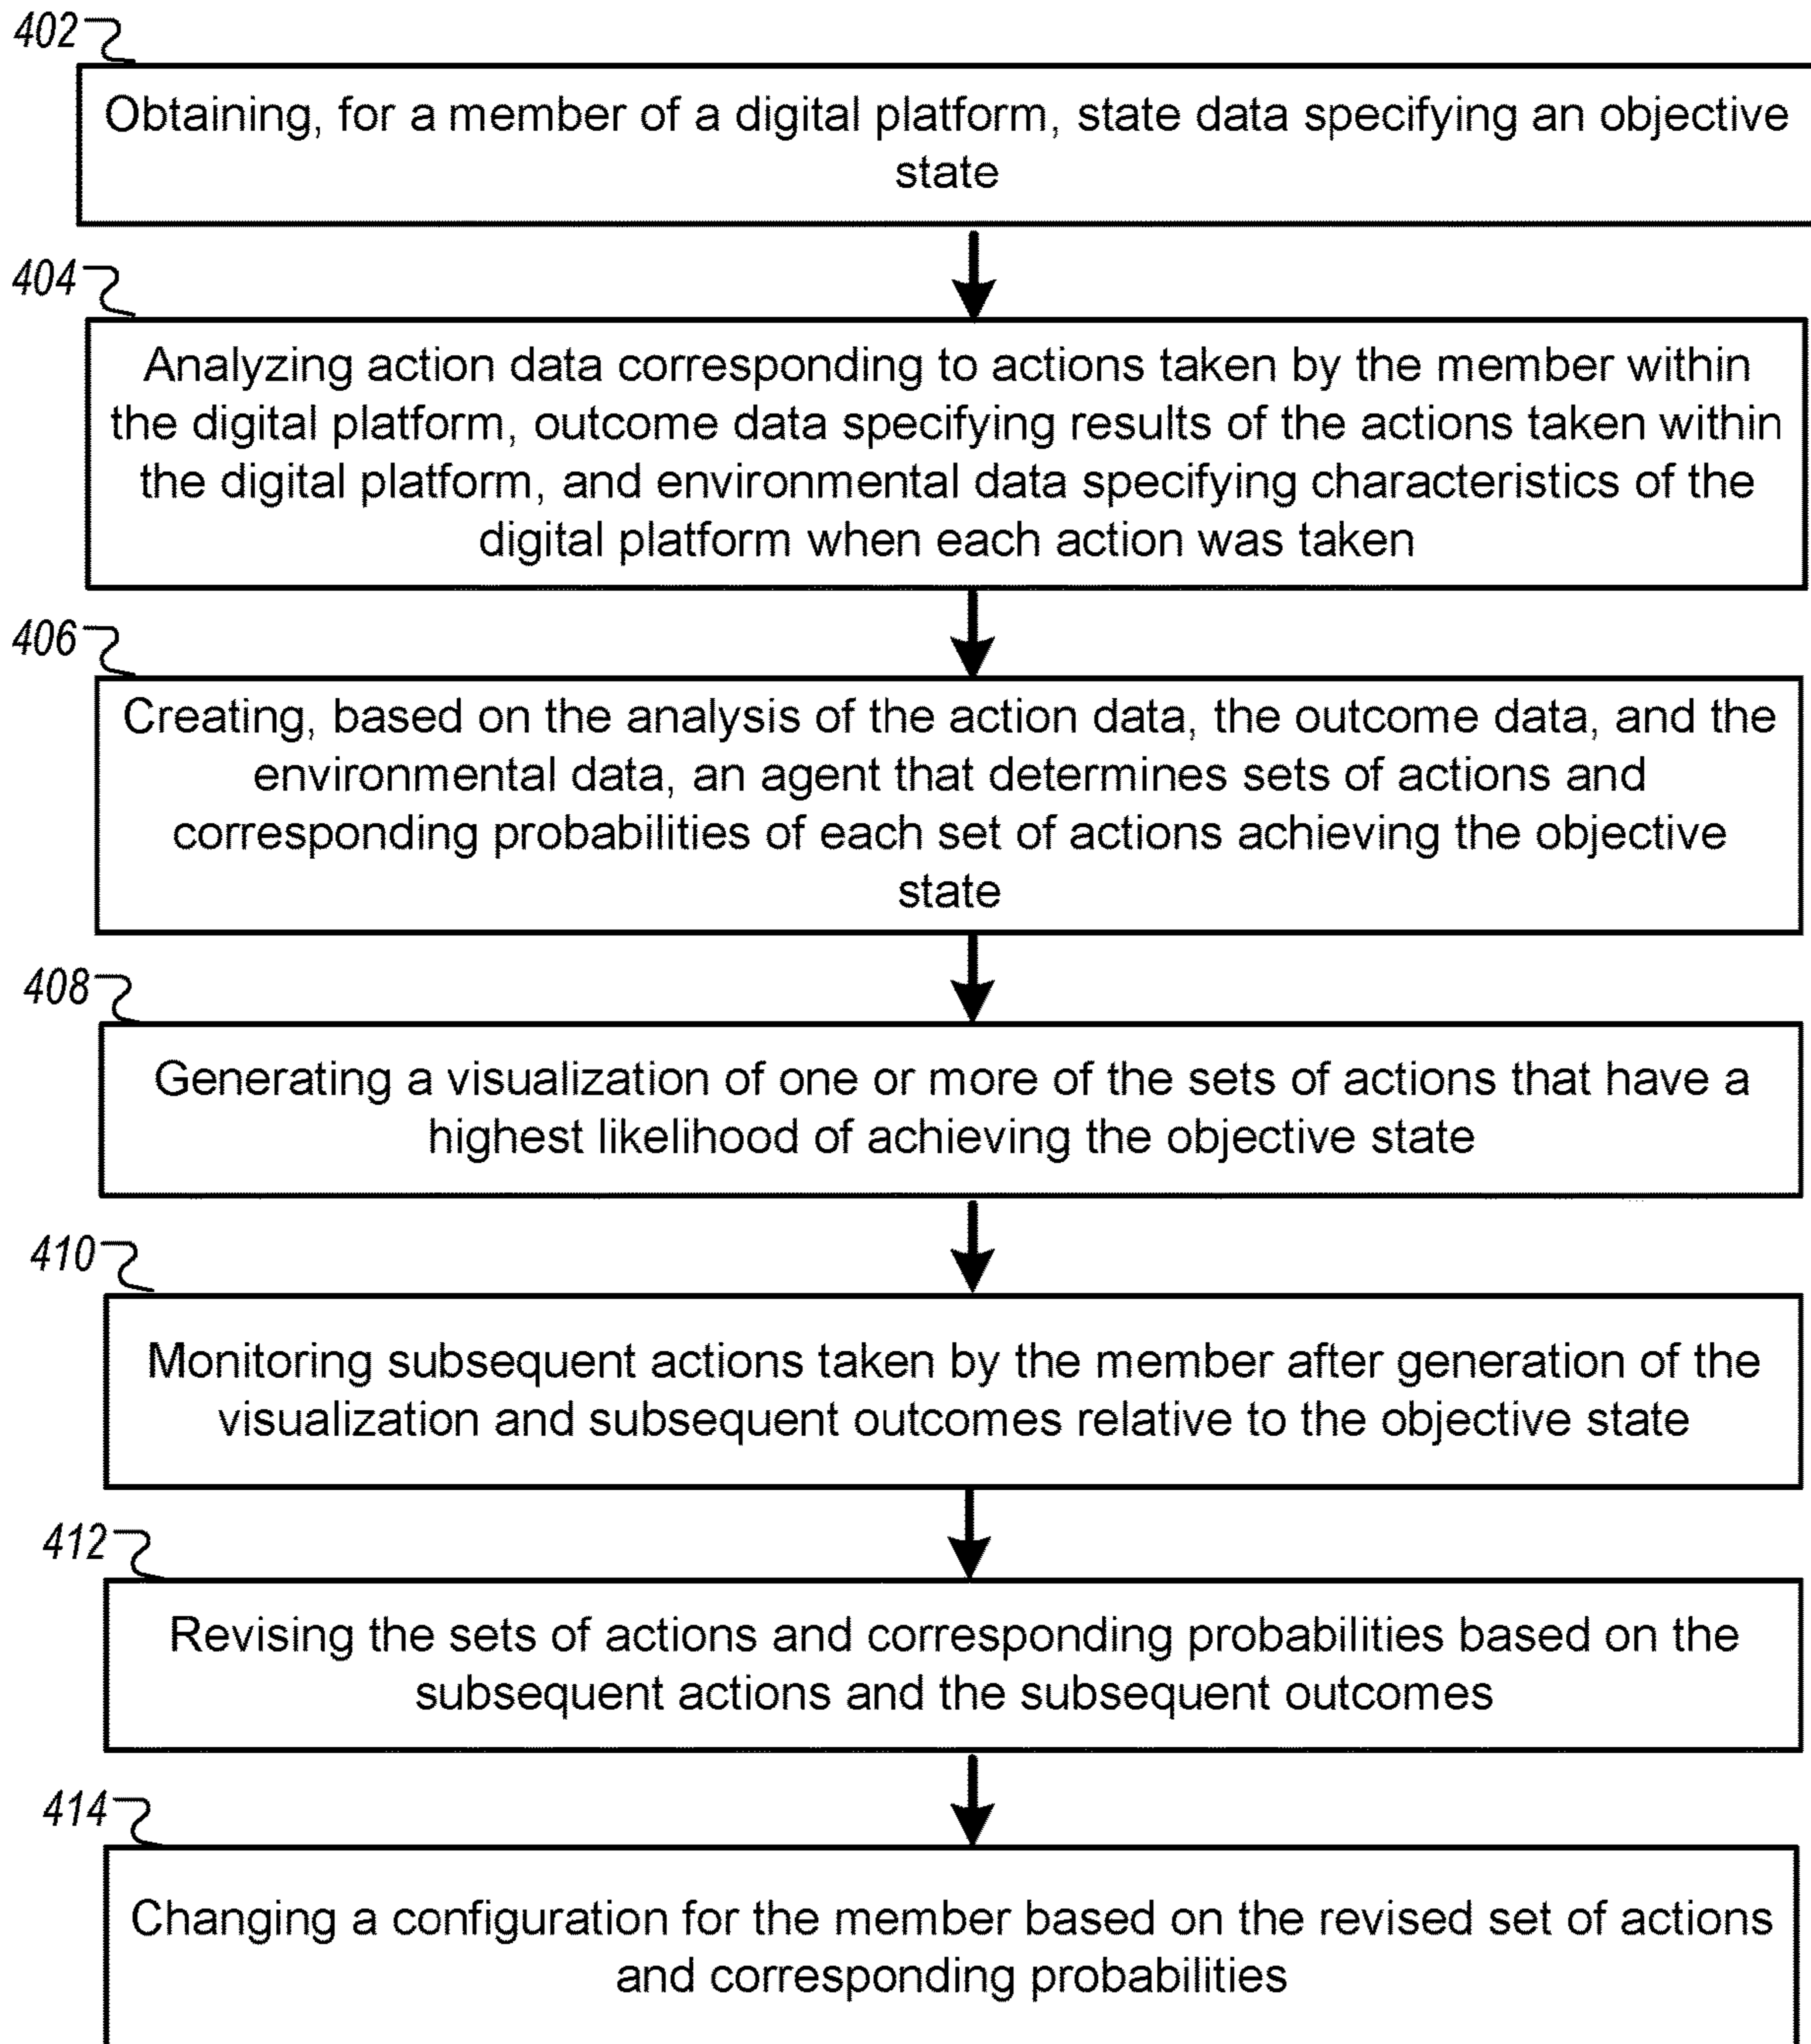 402
Obtaining, for a member of a digital platform, state data specifying an objective
state
404
Analyzing action data corresponding to actions taken by the member within
the digital platform, outcome data specifying results of the actions taken within
the digital platform, and environmental data specifying characteristics of the
digital platform when each action was taken
406
Creating, based on the analysis of the action data, the outcome data, and the
environmental data, an agent that determines sets of actions and
corresponding probabilities of each set of actions achieving the objective
state
408
Generating a visualization of one or more of the sets of actions that have a
highest likelihood of achieving the objective state
410
Monitoring subsequent actions taken by the member after generation of the
visualization and subsequent outcomes relative to the objective state
412
Revising the sets of actions and corresponding probabilities based on the
subsequent actions and the subsequent outcomes
414
Changing a configuration for the member based on the revised set of actions
and corresponding probabilities